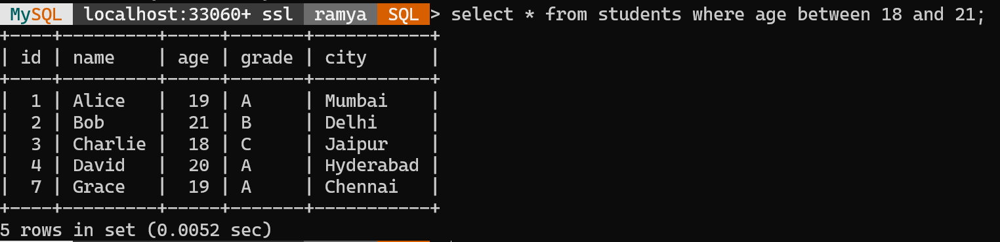 MySQL localhost:33060+ ssl ramya SQL > select * from students where age between 18 and 21;
+----+---------+-----+-------+-----------+
| id | name    | age | grade | city      |
+----+---------+-----+-------+-----------+
|  1 | Alice   |  19 | A     | Mumbai    |
|  2 | Bob     |  21 | B     | Delhi     |
|  3 | Charlie |  18 | C     | Jaipur    |
|  4 | David   |  20 | A     | Hyderabad |
|  7 | Grace   |  19 | A     | Chennai   |
+----+---------+-----+-------+-----------+
5 rows in set (0.0052 sec)